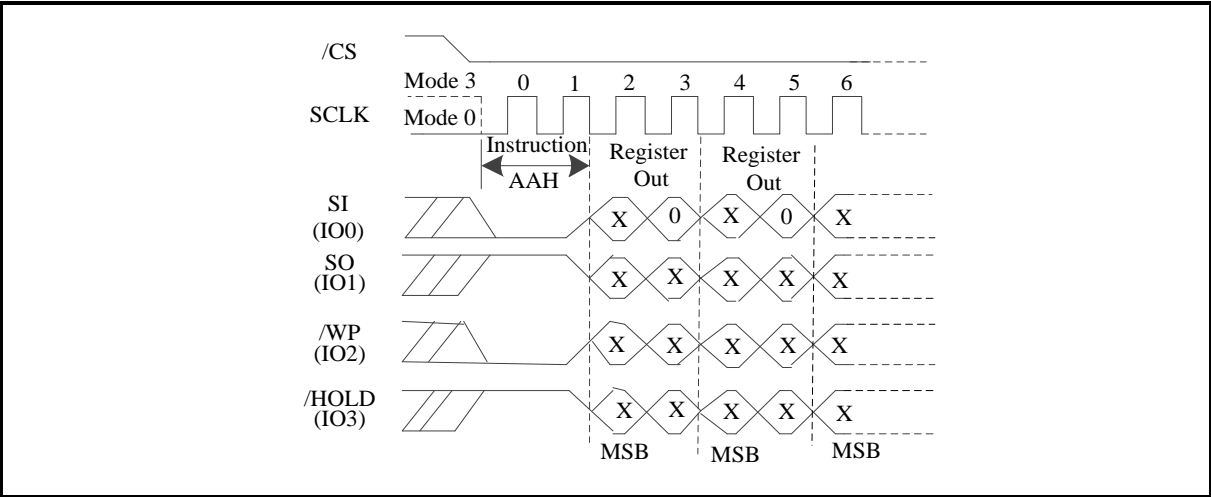 /CS
Mode 3 0 1 2 3 4 5 6
SCLK Mode 0
Instruction Register Out Register Out
AAH
SI
(IO0)
X 0 X 0 X
SO
(IO1)
X X X X X
/WP
(IO2)
X X X X X
/HOLD
(IO3)
X X X X X
MSB MSB MSB